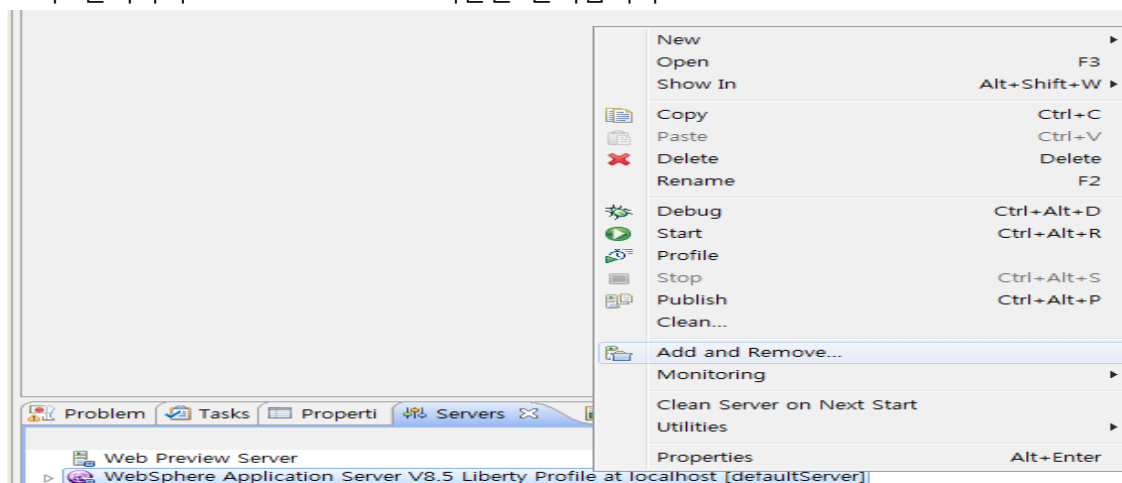 New
Open F3
Show In Alt+Shift+W
Copy Ctrl+C
Paste Ctrl+V
Delete Delete
Rename F2
Debug Ctrl+Alt+D
Start Ctrl+Alt+R
Profile
Stop Ctrl+Alt+S
Publish Ctrl+Alt+P
Clean...
Add and Remove...
Monitoring
Clean Server on Next Start
Utilities
Properties Alt+Enter
Problem Tasks Properti Servers
Web Preview Server
WebSphere Application Server V8.5 Liberty Profile at localhost [defaultServer]